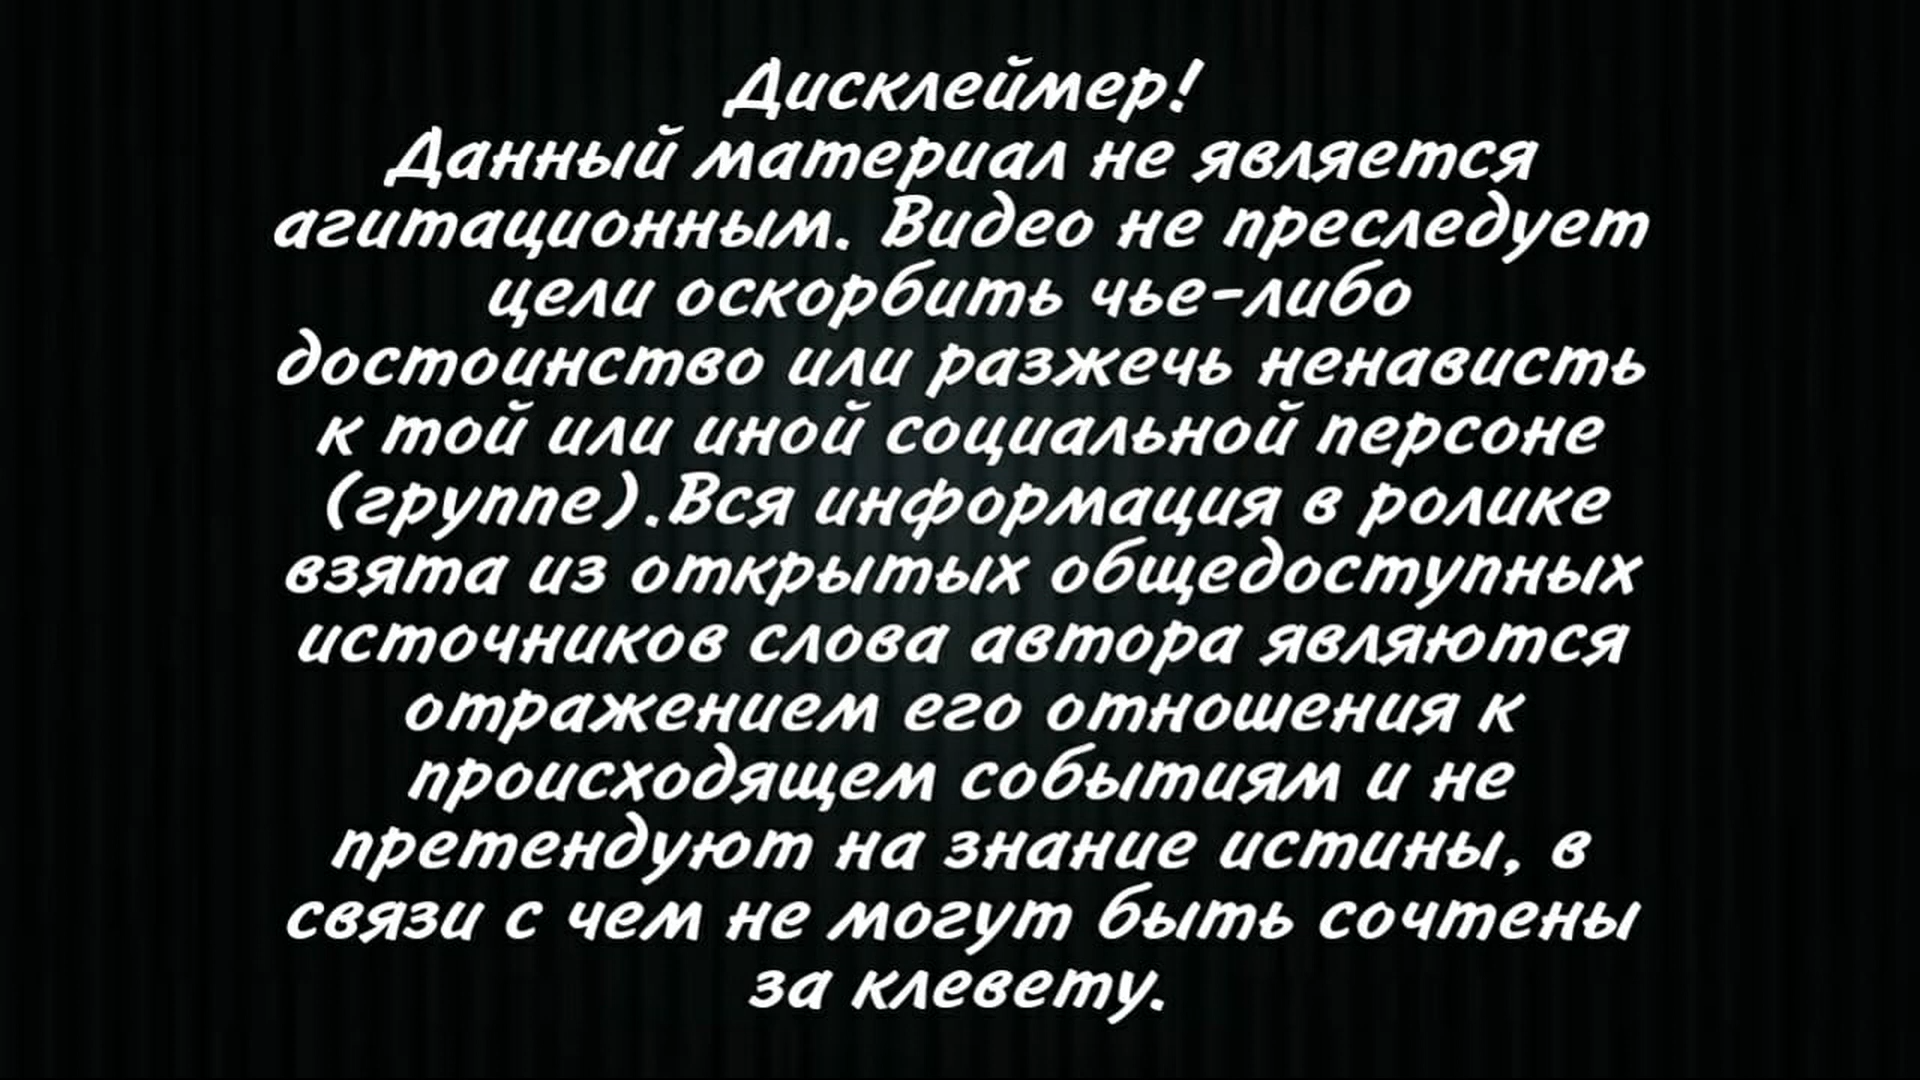 Дисклеймер!
Данный материал не является
агитационным. Видео не преследует
цели оскорбить чье-либо
достоинство или разжечь ненависть
к той или иной социальной персоне
(группе).Вся информация в ролике
взята из открытых общедоступных
источников слова автора являются
отражением его отношения к
происходящем событиям и не
претендуют на знание истины, в
связи с чем не могут быть сочтены
за клевету.